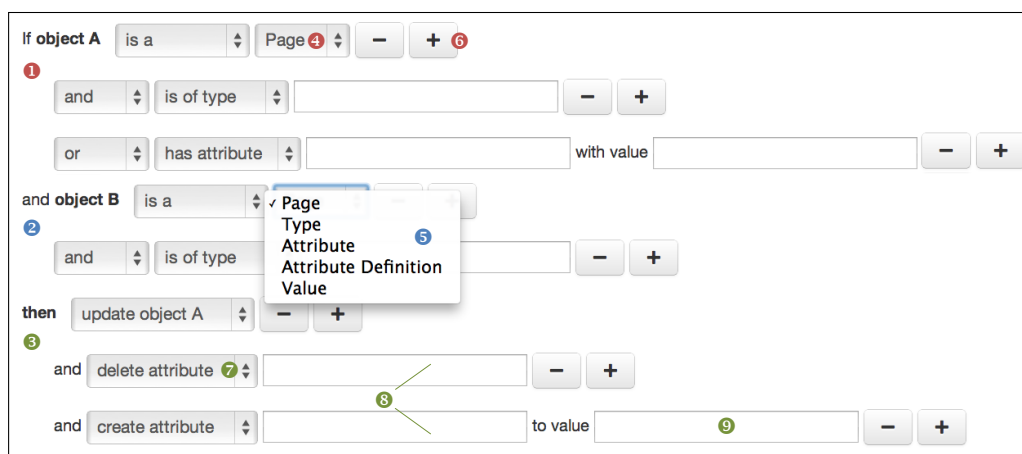 If object A is a Page 4 − + 6
1
and is of type − +
or has attribute with value − +
and object B is a ✓ Page
Type
2 Attribute 5
and is of type Attribute Definition − +
Value
then update object A − +
3
and delete attribute 7 − +
8
and create attribute to value 9 − +